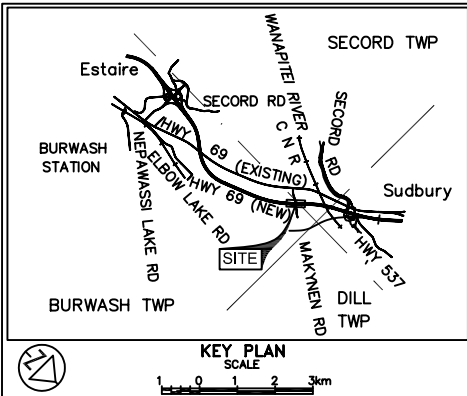 SECOND TWP
Estaire
WANAPITEI RIVER
C N R
SECORD RD
SECORD RD
HWY 69 (EXISTING)
BURWASH
STATION
NEPAWASSI LAKE RD
ELBOW LAKE RD
HWY 69 (NEW)
Sudbury
SITE
MAKYNEN RD
HWY 537
BURWASH TWP
DILL
TWP
KEY PLAN
SCALE
1 0 1 2 3km